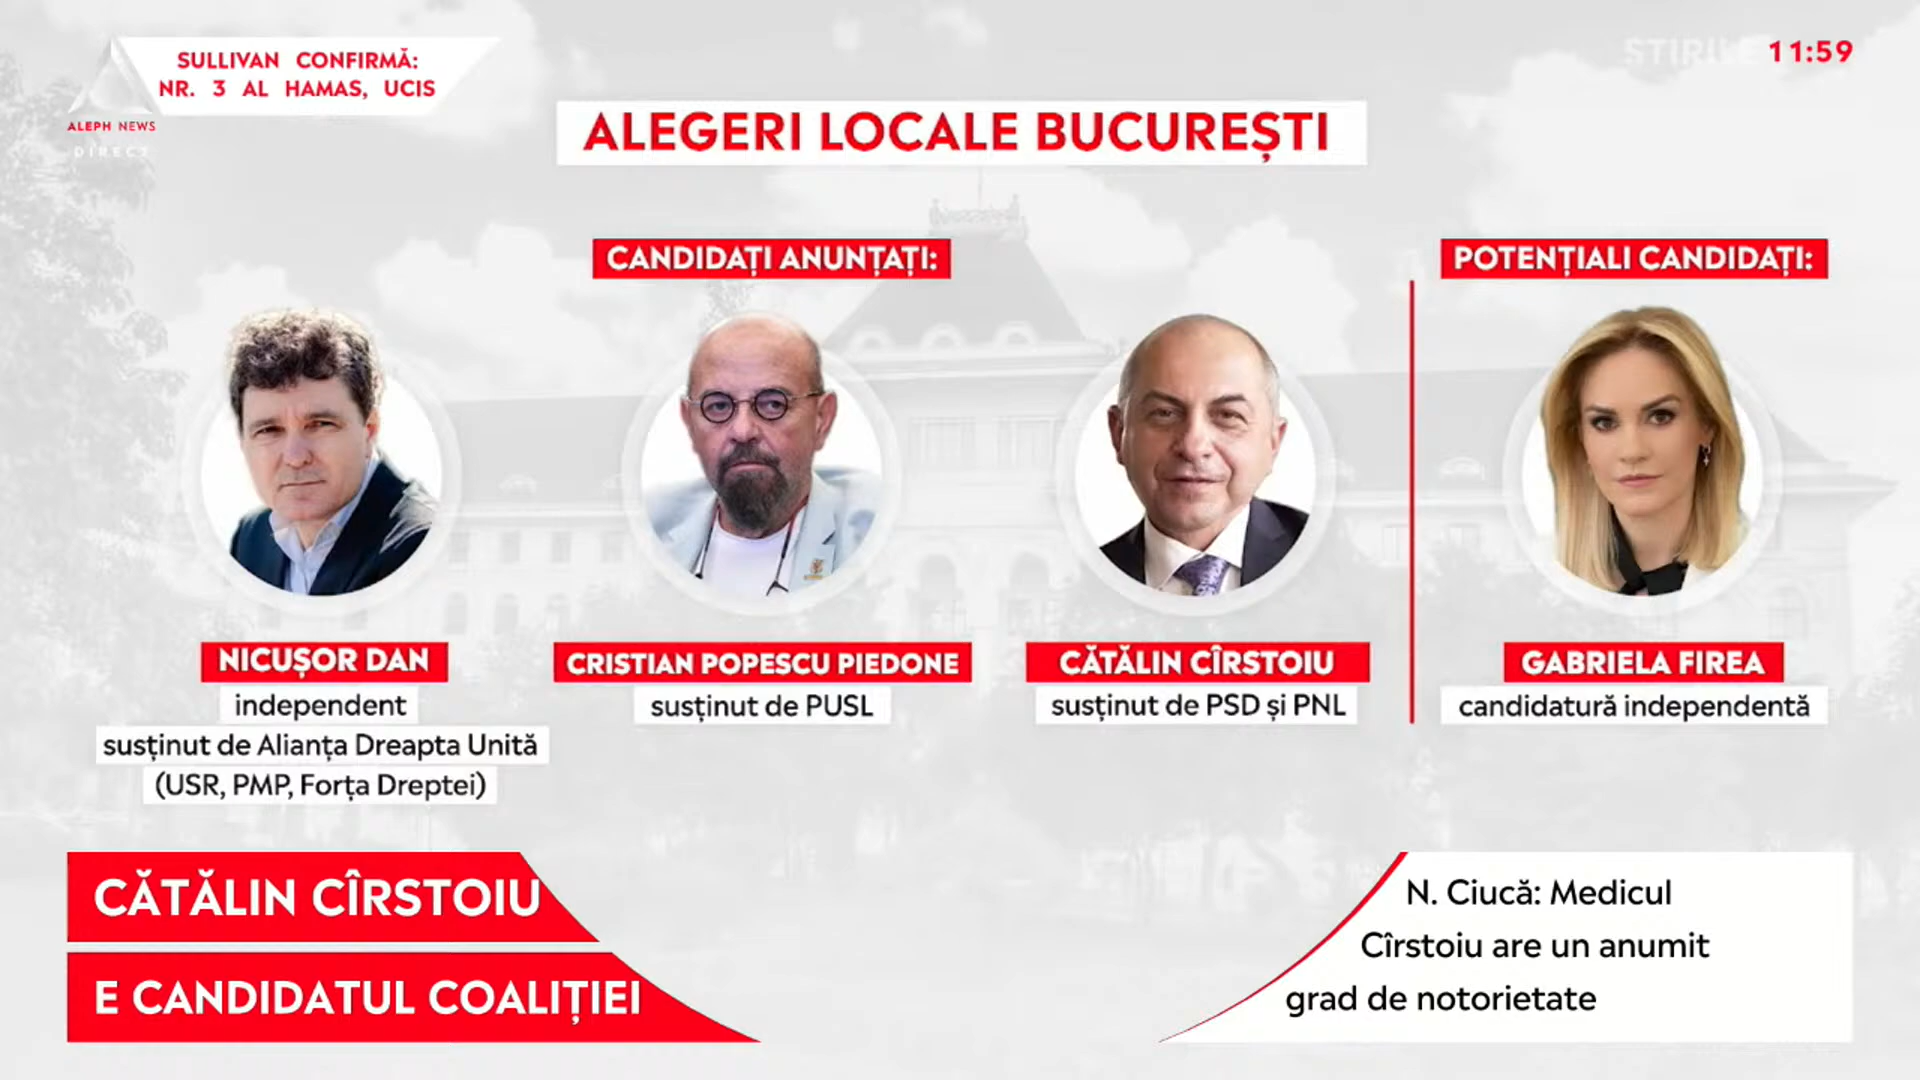 SULLIVAN CONFIRMĂ:
NR. 3 AL HAMAS, UCIS
ALEPH NEWS
DIRECT
ȘTIRILE 11:59
ALEGERI LOCALE BUCUREȘTI
CANDIDAȚI ANUNȚAȚI:
POTENȚIALI CANDIDAȚI:
NICUȘOR DAN
independent
susținut de Alianța Dreapta Unită
(USR, PMP, Forța Dreptei)
CRISTIAN POPESCU PIEDONE
susținut de PUSL
CĂTĂLIN CÎRSTOIU
susținut de PSD și PNL
GABRIELA FIREA
candidatură independentă
CĂTĂLIN CÎRSTOIU
E CANDIDATUL COALIȚIEI
N. Ciucă: Medicul
Cîrstoiu are un anumit
grad de notorietate